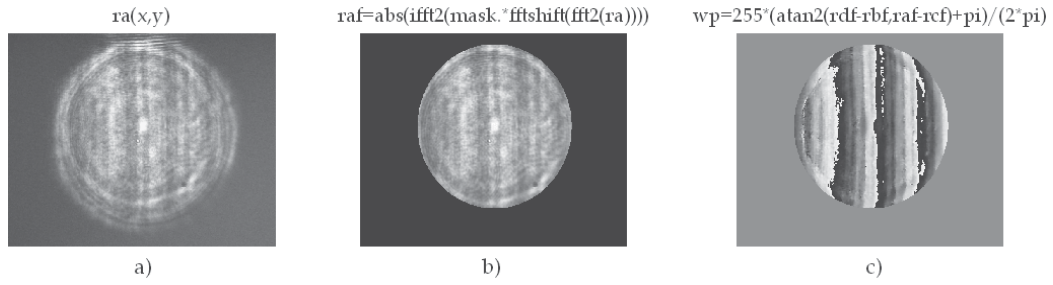 ra(x,y)
raf=abs(ifft2(mask.*fftshift(fft2(ra))))
wp=255*(atan2(rdf-rbf,raf-rcf)+pi)/(2*pi)
a)
b)
c)